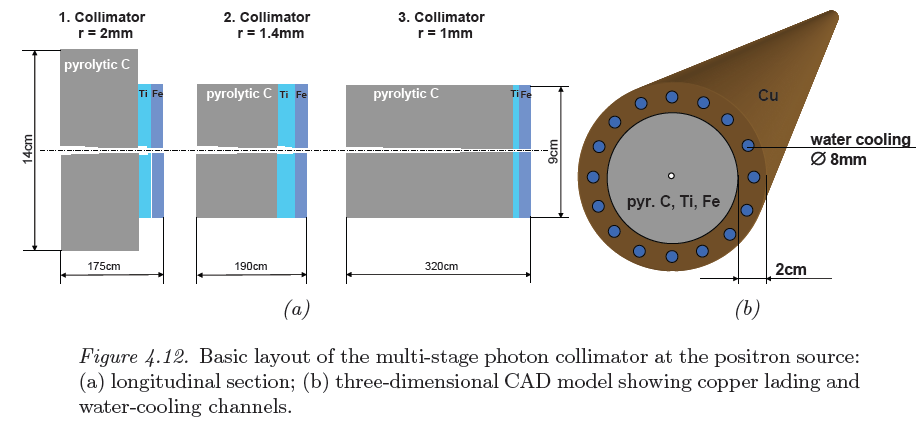 1. Collimator
r = 2mm
2. Collimator
r = 1.4mm
3. Collimator
r = 1mm
pyrolytic C
Ti Fe
14cm
175cm
pyrolytic C
Ti Fe
190cm
pyrolytic C
Ti Fe
9cm
320cm
(a)
Cu
water cooling
Ø 8mm
pyr. C, Ti, Fe
2cm
(b)
Figure 4.12. Basic layout of the multi-stage photon collimator at the positron source:
(a) longitudinal section; (b) three-dimensional CAD model showing copper lading and
water-cooling channels.